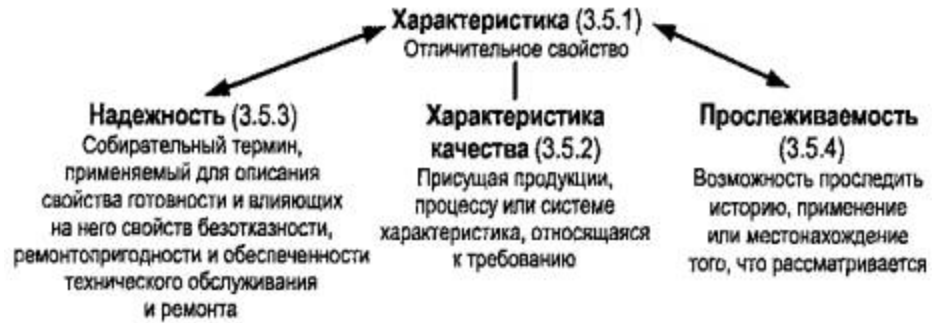 Характеристика (3.5.1)
Отличительное свойство
Надежность (3.5.3)
Собирательный термин,
применяемый для описания
свойства готовности и влияющих
на него свойств безотказности,
ремонтопригодности и обеспеченности
технического обслуживания
и ремонта
Характеристика
качества (3.5.2)
Присущая продукции,
процессу или системе
характеристика, относящаяся
к требованию
Прослеживаемость
(3.5.4)
Возможность проследить
историю, применение
или местонахождение
того, что рассматривается